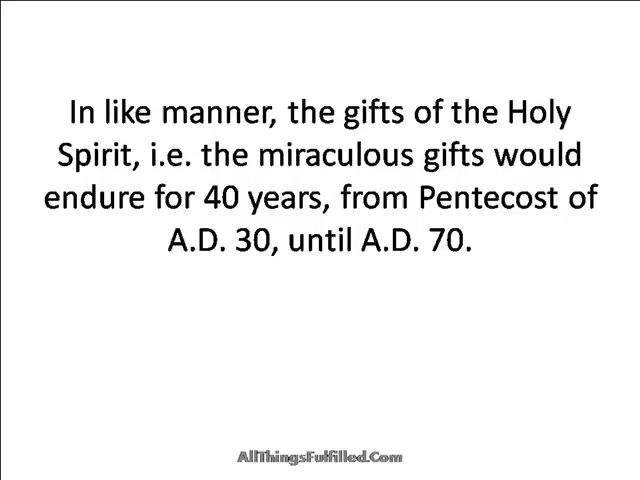 In like manner, the gifts of the Holy
Spirit, i.e. the miraculous gifts would
endure for 40 years, from Pentecost of
A.D. 30, until A.D. 70.
AllThingsFulfilled.Com